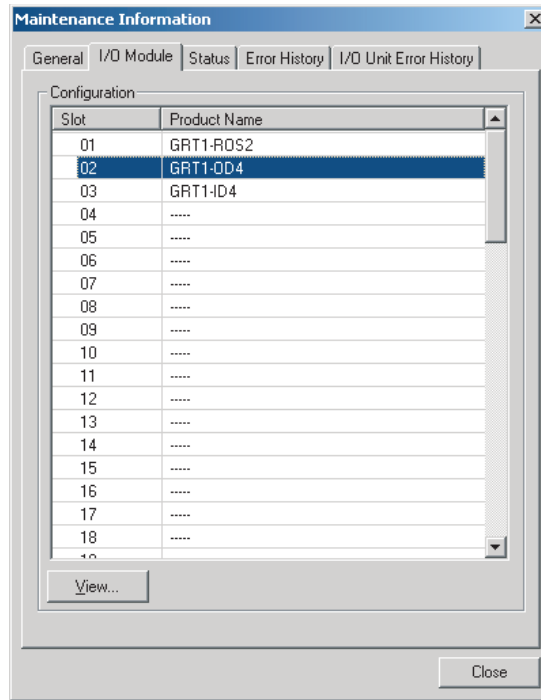 Maintenance Information
General I/O Module Status Error History I/O Unit Error History
Configuration
Slot Product Name
01 GRT1-ROS2
02 GRT1-OD4
03 GRT1-ID4
04 -----
05 -----
06 -----
07 -----
08 -----
09 -----
10 -----
11 -----
12 -----
13 -----
14 -----
15 -----
16 -----
17 -----
18 -----
View...
Close